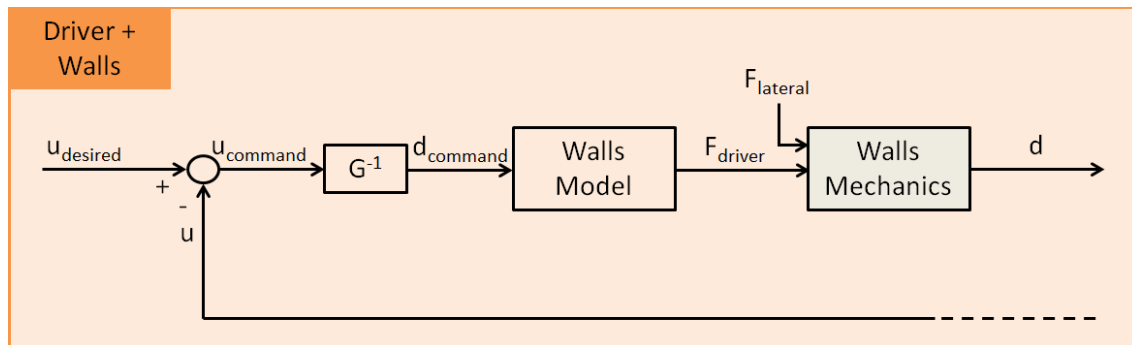 Driver +
Walls
u_desired
+
-
u
u_command
G⁻¹
d_command
Walls
Model
F_driver
F_lateral
Walls
Mechanics
d